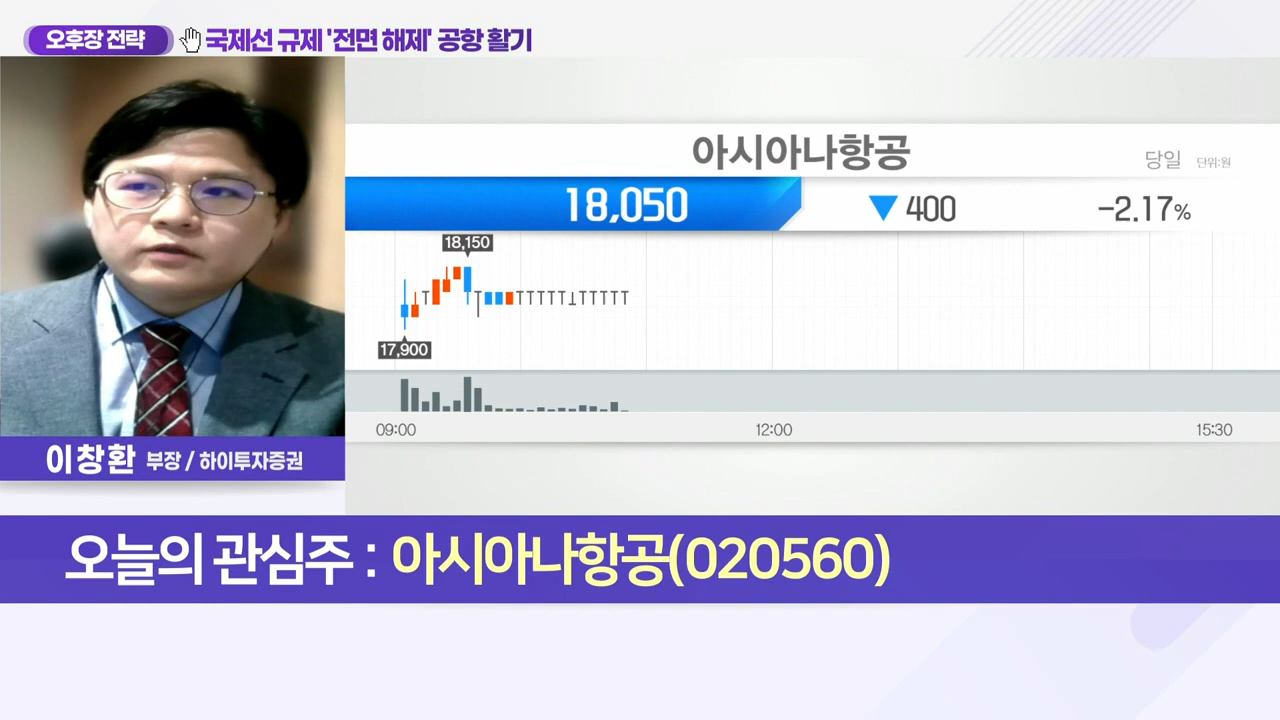 오후장 전략 국제선 규제 '전면 해제' 공항 활기
아시아나항공
당일 단위:원
18,050 ▼ 400 -2.17%
18,150
17,900
09:00 12:00 15:30
이창환 부장 / 하이투자증권
오늘의 관심주 : 아시아나항공(020560)